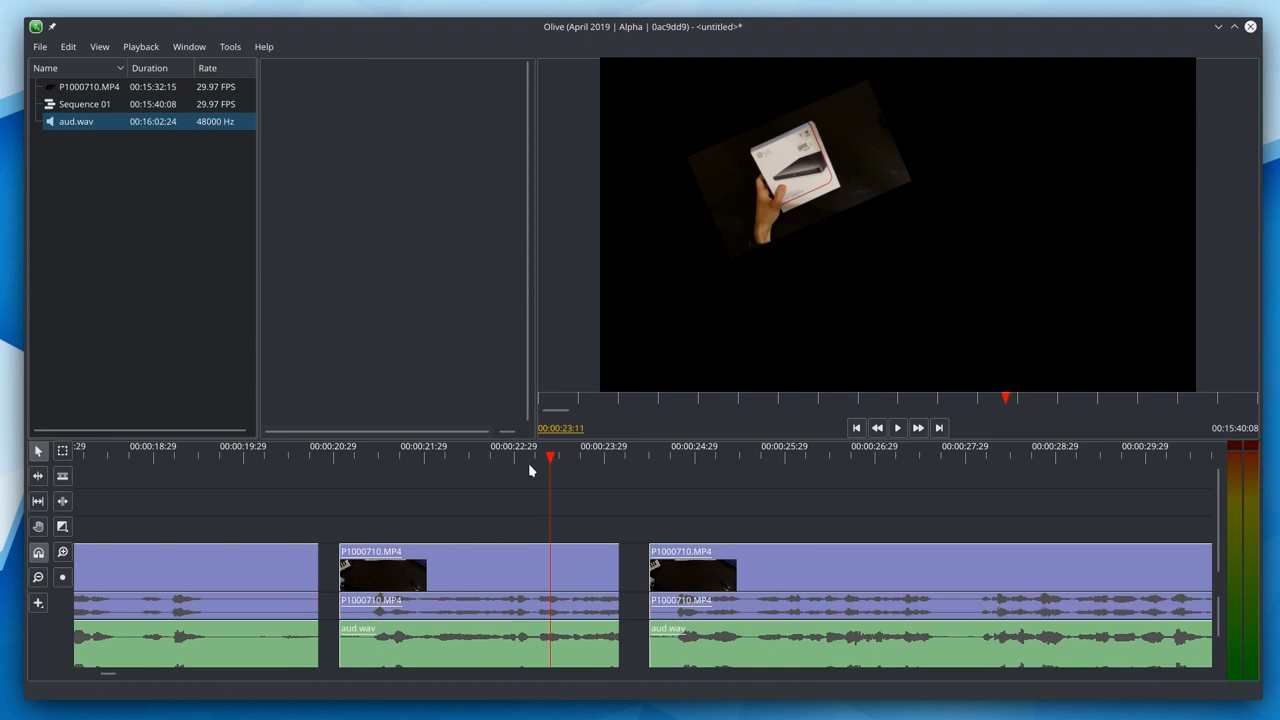 Olive (April 2019 | Alpha | 0ac9dd9) - <untitled>*
File Edit View Playback Window Tools Help
Name Duration Rate
P1000710.MP4 00:15:32:15 29.97 FPS
Sequence 01 00:15:40:08 29.97 FPS
aud.wav 00:16:02:24 48000 Hz
00:00:23:11 00:15:40:08
:29 00:00:18:29 00:00:19:29 00:00:20:29 00:00:21:29 00:00:22:29 00:00:23:29 00:00:24:29 00:00:25:29 00:00:26:29 00:00:27:29 00:00:28:29 00:00:29:29
P1000710.MP4 P1000710.MP4
P1000710.MP4 P1000710.MP4
aud.wav aud.wav